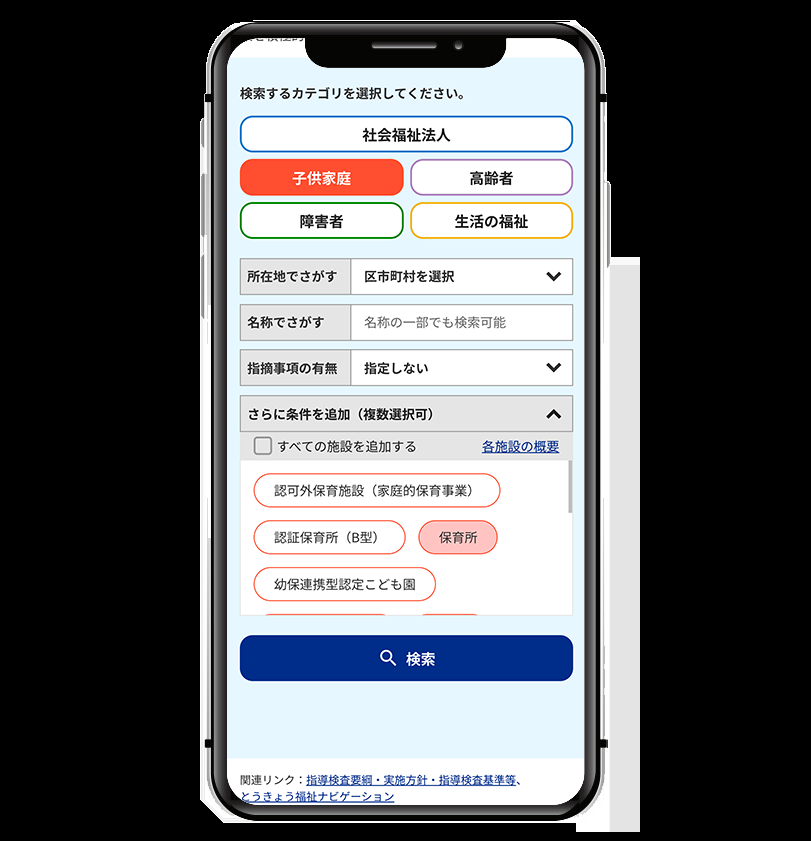 検索するカテゴリを選択してください。
社会福祉法人
子供家庭
高齢者
障害者
生活の福祉
所在地でさがす
区市町村を選択
名称でさがす
名称の一部でも検索可能
指摘事項の有無
指定しない
さらに条件を追加（複数選択可）
すべての施設を追加する
各施設の概要
認可外保育施設（家庭的保育事業）
認証保育所（B型）
保育所
幼保連携型認定こども園
検索
関連リンク：指導検査要綱・実施方針・指導検査基準等、
とうきょう福祉ナビゲーション